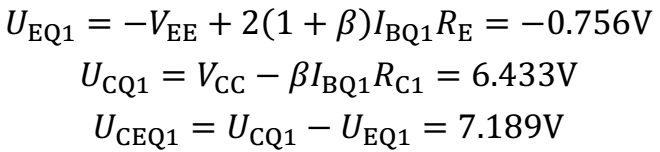 U_EQ1 = −V_EE + 2(1 + β)I_BQ1R_E = −0.756V
U_CQ1 = V_CC − βI_BQ1R_C1 = 6.433V
U_CEQ1 = U_CQ1 − U_EQ1 = 7.189V